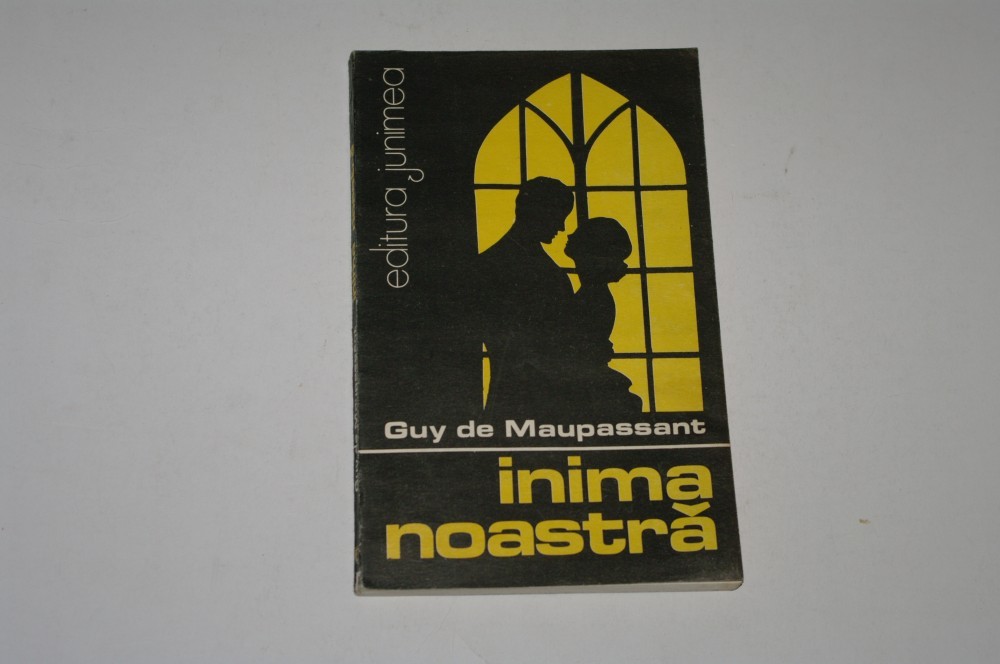 editura junimea
Guy de Maupassant
inima
noastră